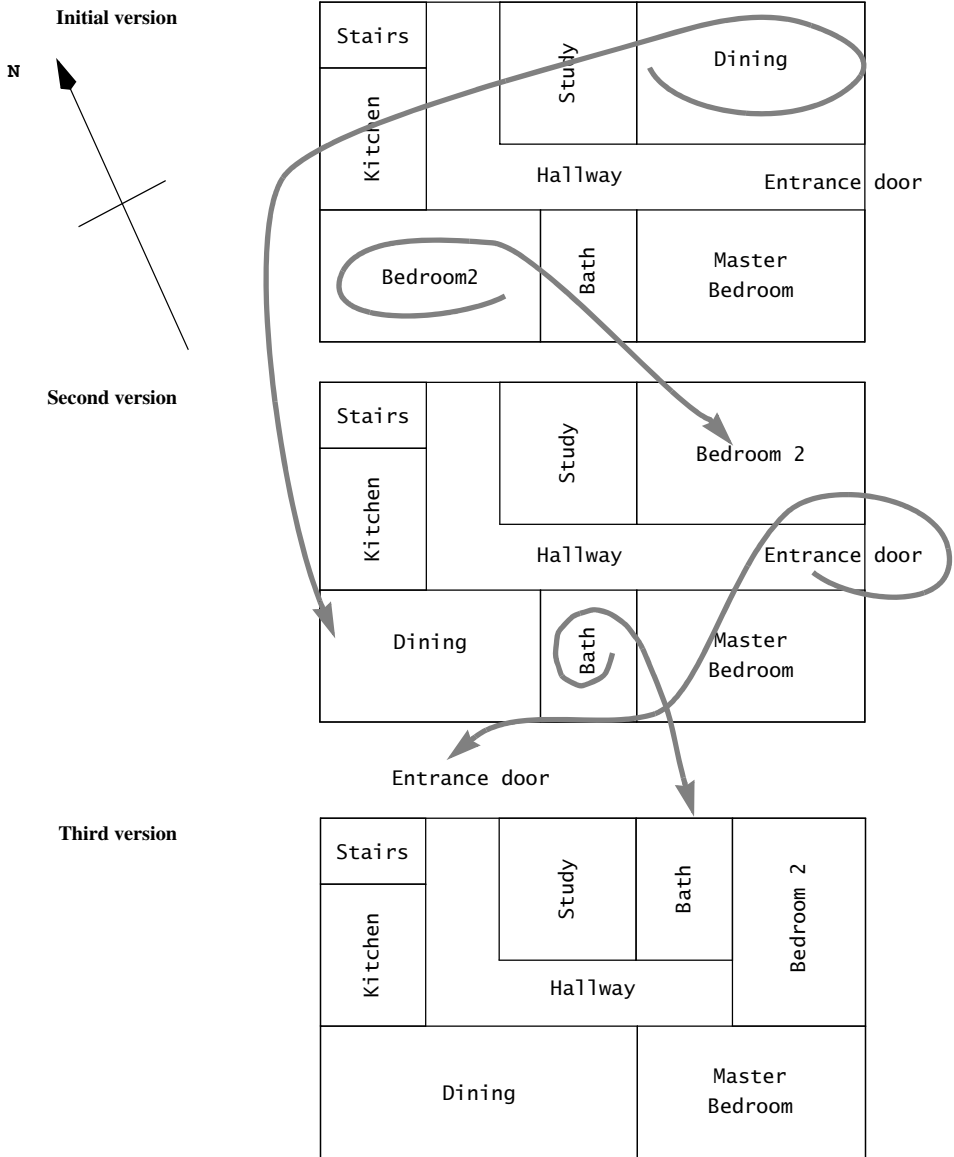 Initial version
N
Stairs
Study
Dining
Kitchen
Hallway
Entrance door
Bedroom2
Bath
Master
Bedroom
Second version
Stairs
Study
Bedroom 2
Kitchen
Hallway
Entrance door
Dining
Bath
Master
Bedroom
Entrance door
Third version
Stairs
Study
Bath
Bedroom 2
Kitchen
Hallway
Dining
Master
Bedroom